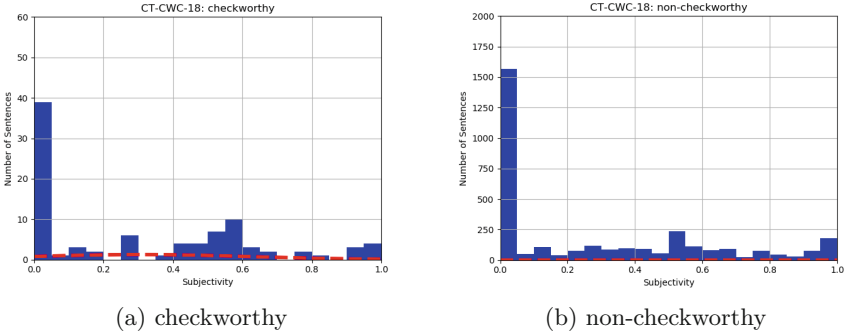 CT-CWC-18: checkworthy
60
50
40
30
20
10
0
Number of Sentences
0.0 0.2 0.4 0.6 0.8 1.0
Subjectivity
(a) checkworthy
CT-CWC-18: non-checkworthy
2000
1750
1500
1250
1000
750
500
250
0
Number of Sentences
0.0 0.2 0.4 0.6 0.8 1.0
Subjectivity
(b) non-checkworthy